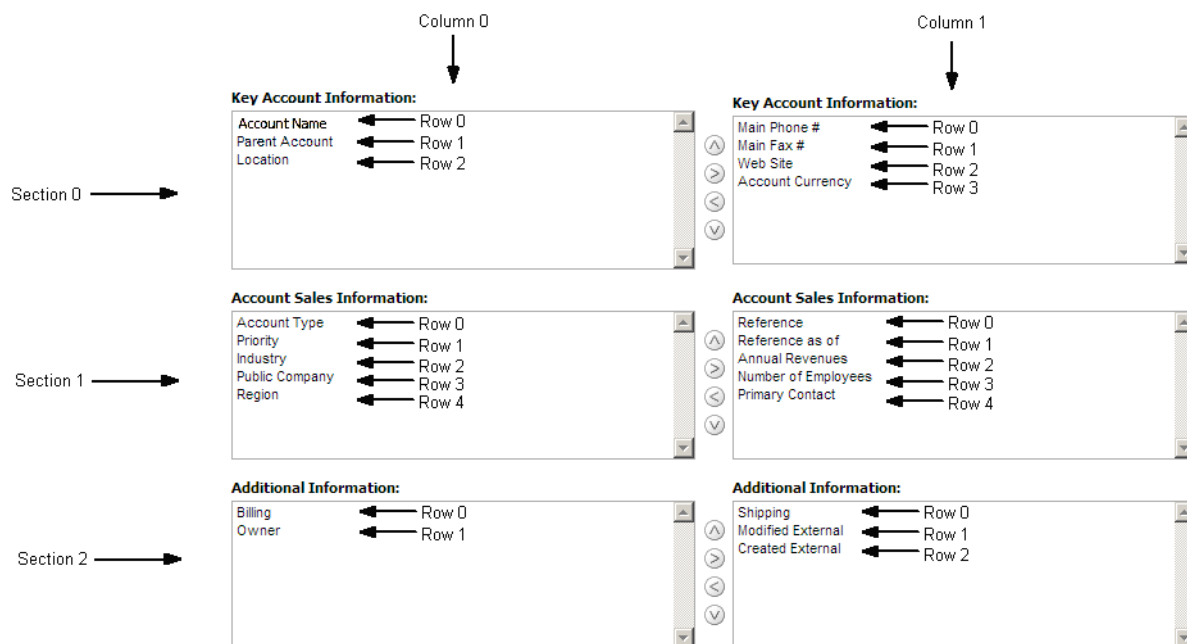 Column 0
Column 1
Key Account Information:
Account Name Row 0
Parent Account Row 1
Location Row 2
Key Account Information:
Main Phone # Row 0
Main Fax # Row 1
Web Site Row 2
Account Currency Row 3
Section 0
Account Sales Information:
Account Type Row 0
Priority Row 1
Industry Row 2
Public Company Row 3
Region Row 4
Account Sales Information:
Reference Row 0
Reference as of Row 1
Annual Revenues Row 2
Number of Employees Row 3
Primary Contact Row 4
Section 1
Additional Information:
Billing Row 0
Owner Row 1
Additional Information:
Shipping Row 0
Modified External Row 1
Created External Row 2
Section 2